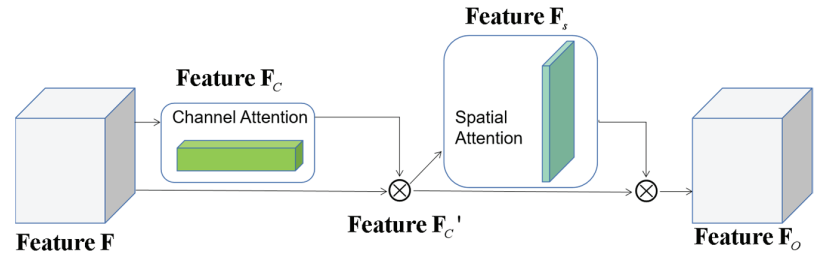 Feature F
Feature F_C
Channel Attention
Feature F_C'
Feature F_s
Spatial
Attention
Feature F_O